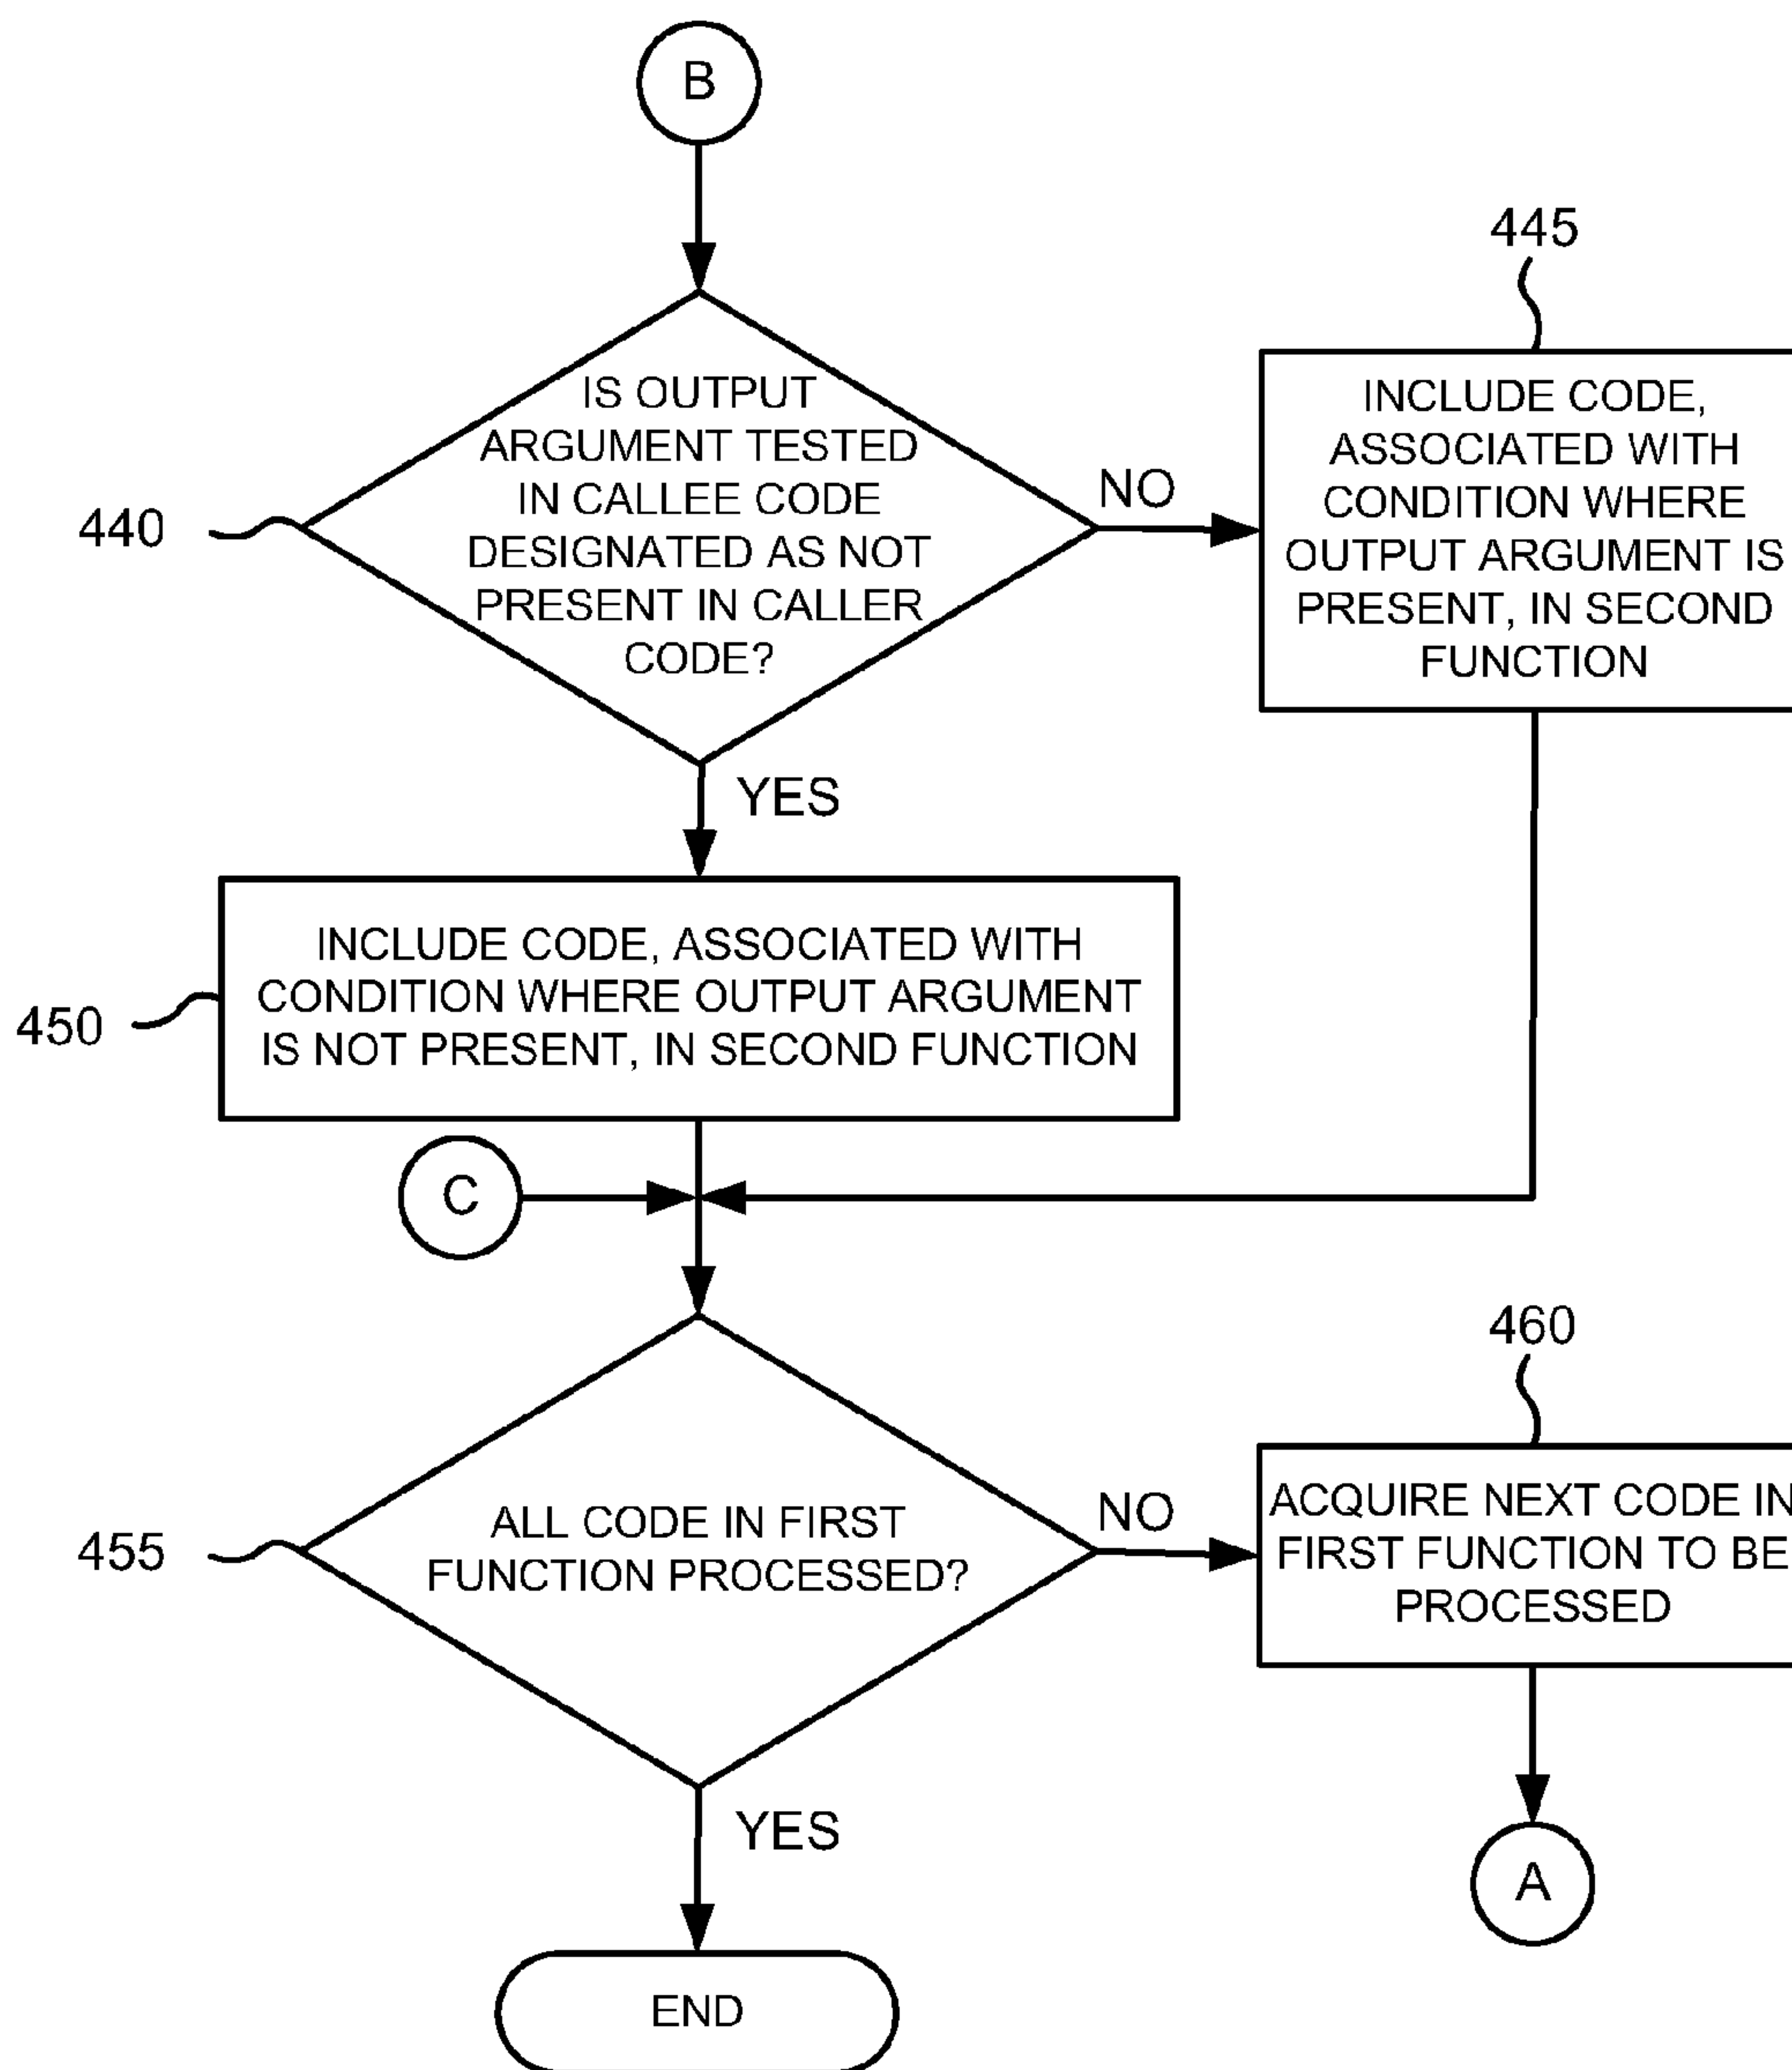 B
445
IS OUTPUT
ARGUMENT TESTED
IN CALLEE CODE
DESIGNATED AS NOT
PRESENT IN CALLER
CODE?
440
NO
INCLUDE CODE,
ASSOCIATED WITH
CONDITION WHERE
OUTPUT ARGUMENT IS
PRESENT, IN SECOND
FUNCTION
YES
INCLUDE CODE, ASSOCIATED WITH
CONDITION WHERE OUTPUT ARGUMENT
IS NOT PRESENT, IN SECOND FUNCTION
450
C
460
ALL CODE IN FIRST
FUNCTION PROCESSED?
455
NO
ACQUIRE NEXT CODE IN
FIRST FUNCTION TO BE
PROCESSED
YES
A
END